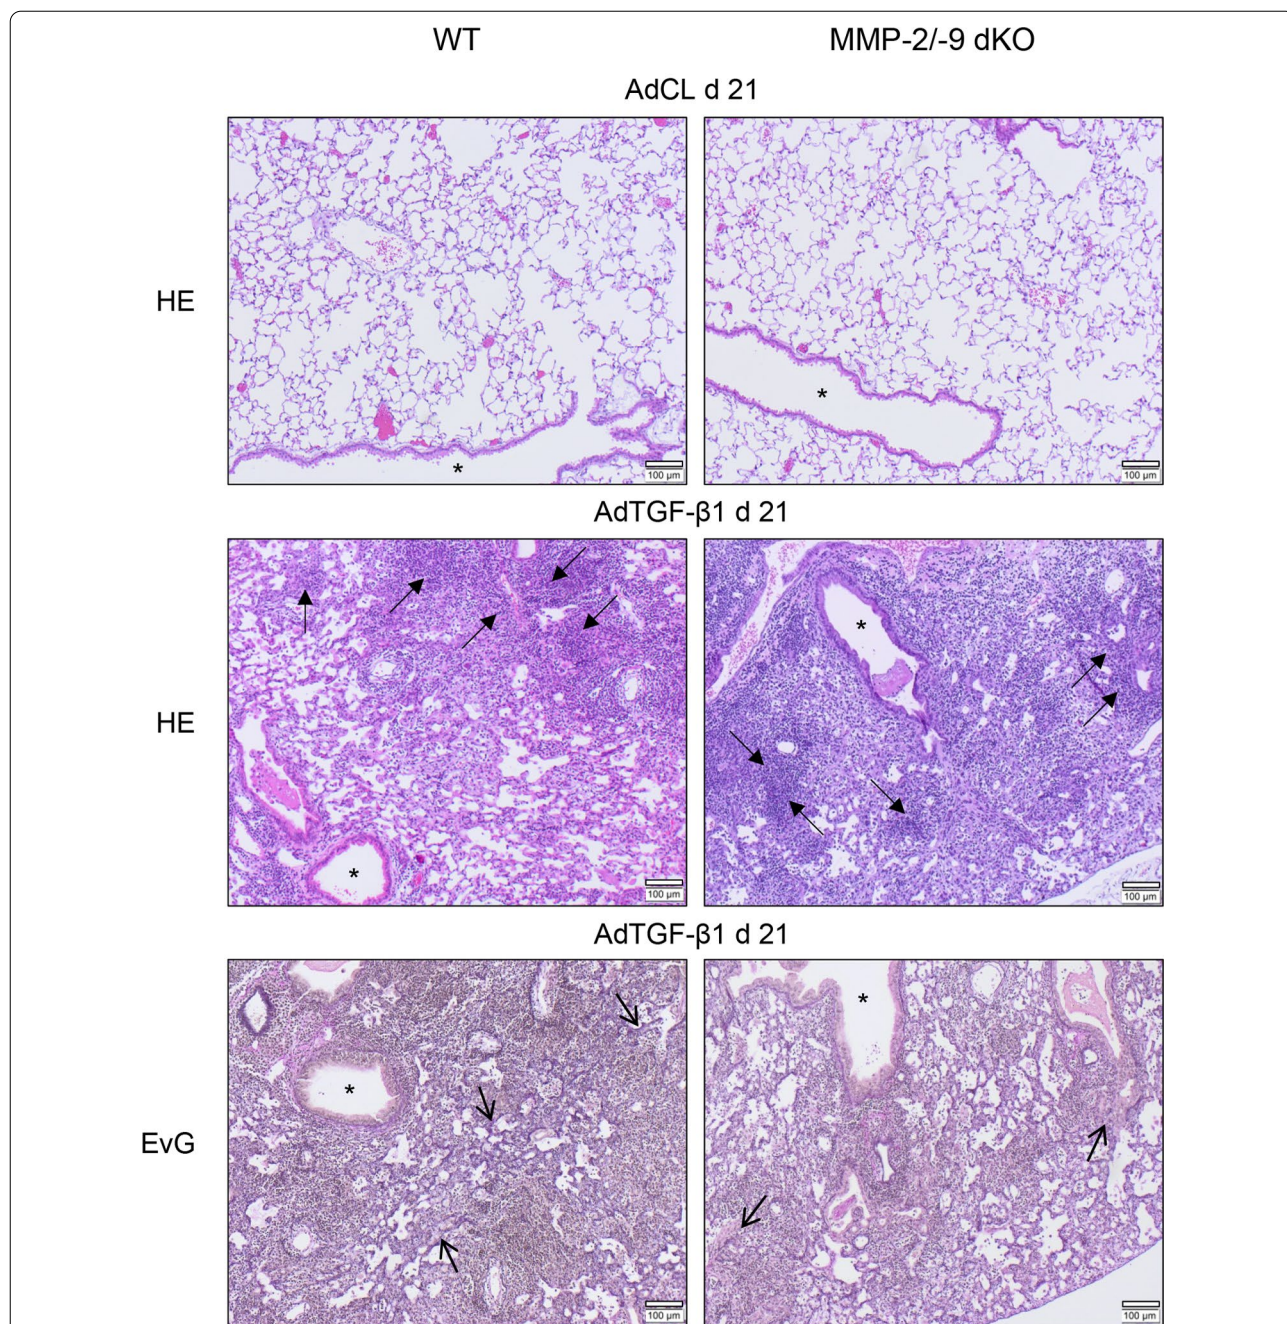 WT MMP-2/-9 dKO
AdCL d 21
HE
*
*
100 µm
100 µm
AdTGF-β1 d 21
HE
*
*
100 µm
100 µm
AdTGF-β1 d 21
EvG
*
*
100 µm
100 µm